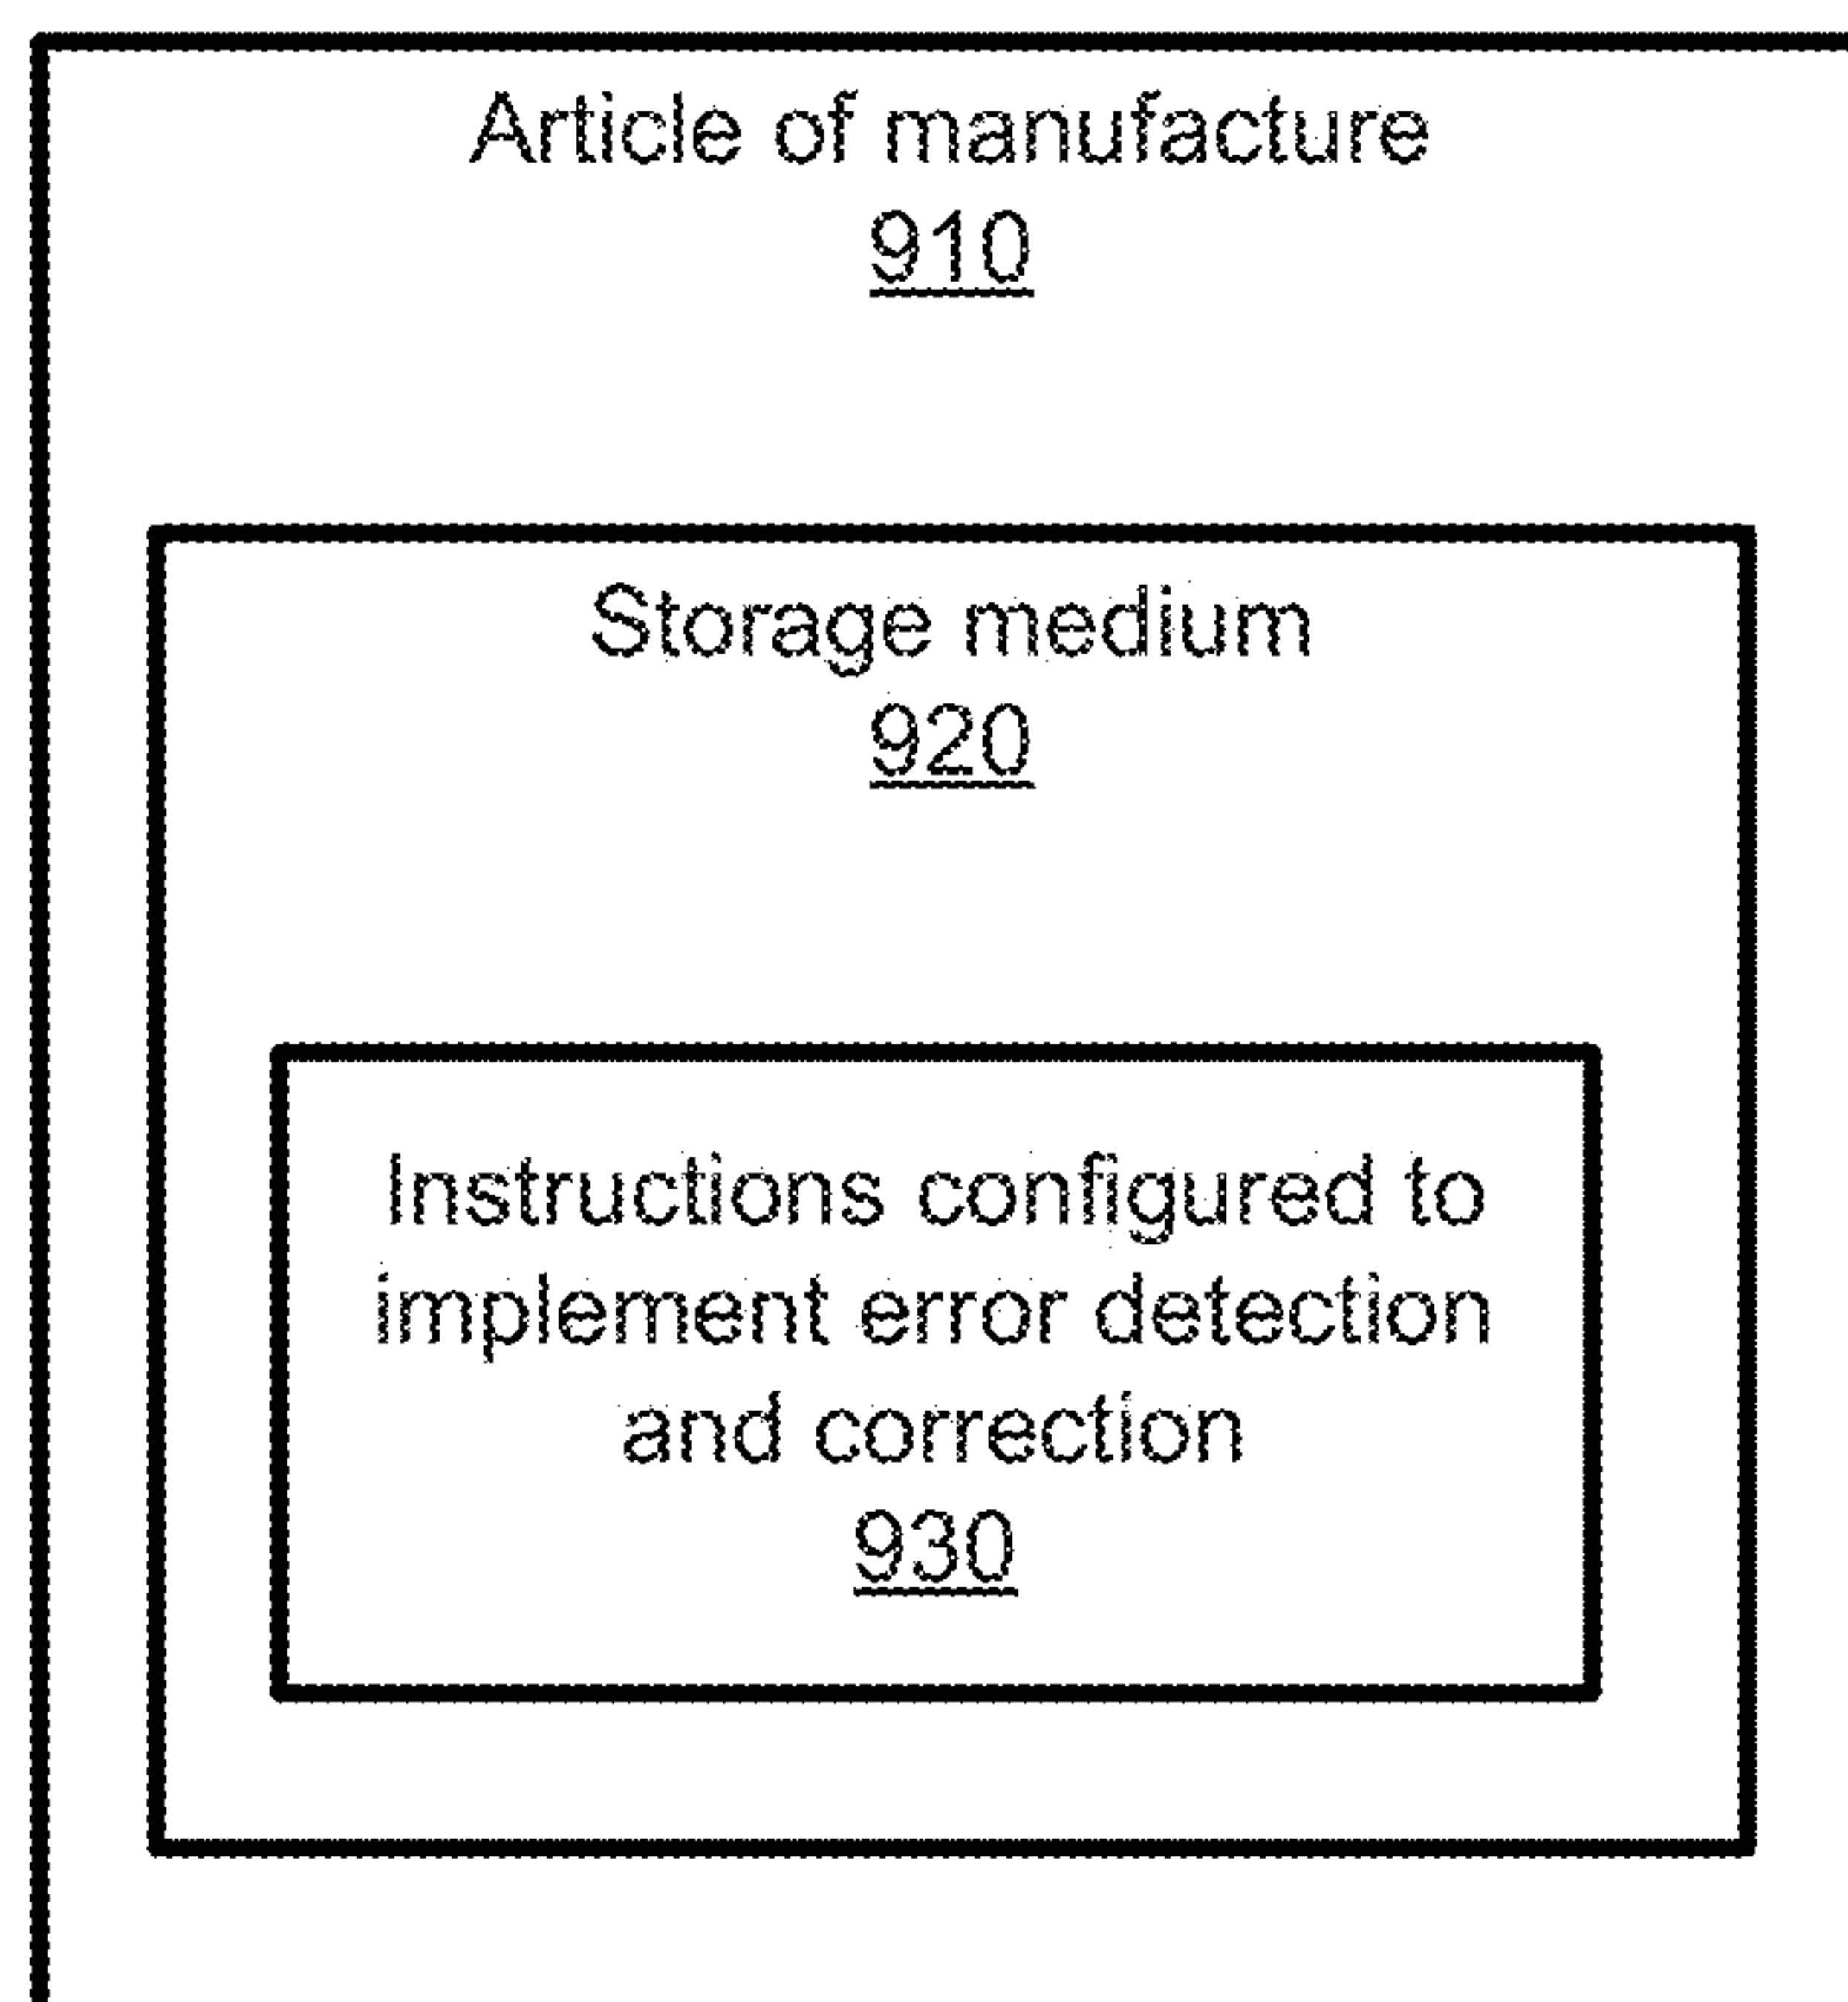 Article of manufacture
910
Storage medium
920
Instructions configured to
implement error detection
and correction
930